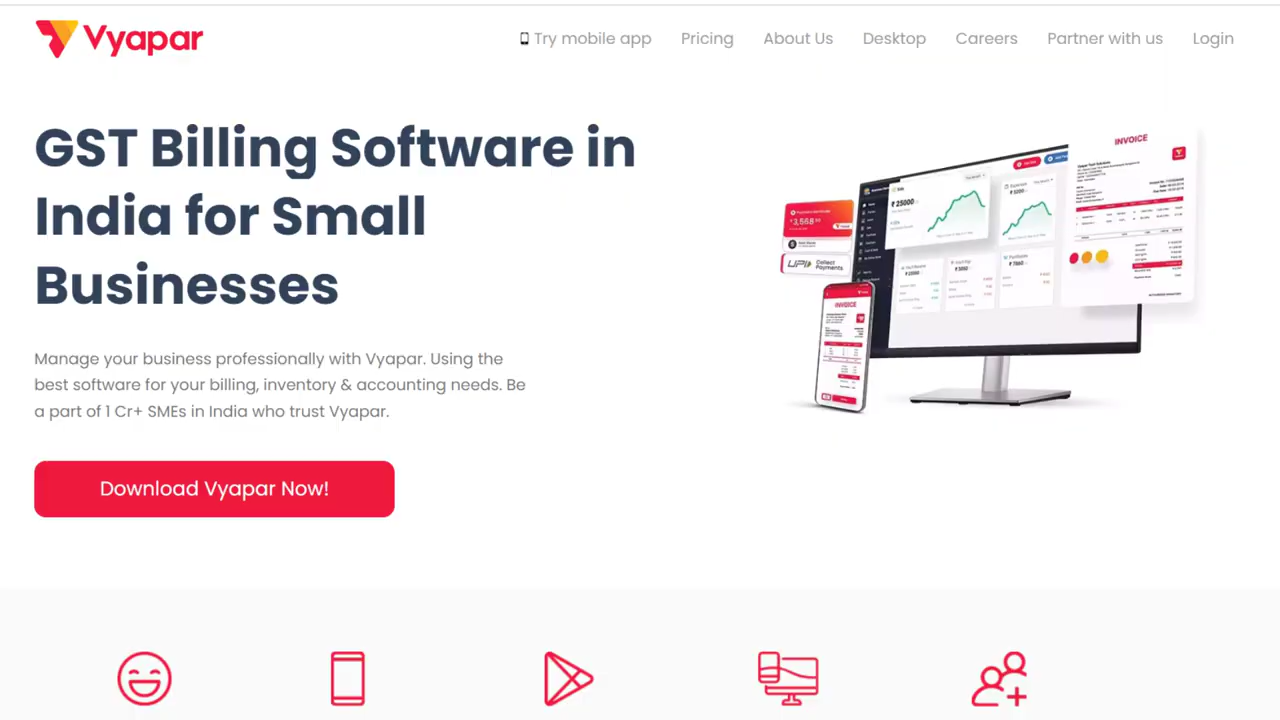 Vyapar
Try mobile app Pricing About Us Desktop Careers Partner with us Login
GST Billing Software in
India for Small
Businesses
Manage your business professionally with Vyapar. Using the
best software for your billing, inventory & accounting needs. Be
a part of 1 Cr+ SMEs in India who trust Vyapar.
Download Vyapar Now!
INVOICE
₹ 25000
UPI Collect
Payments
INVOICE